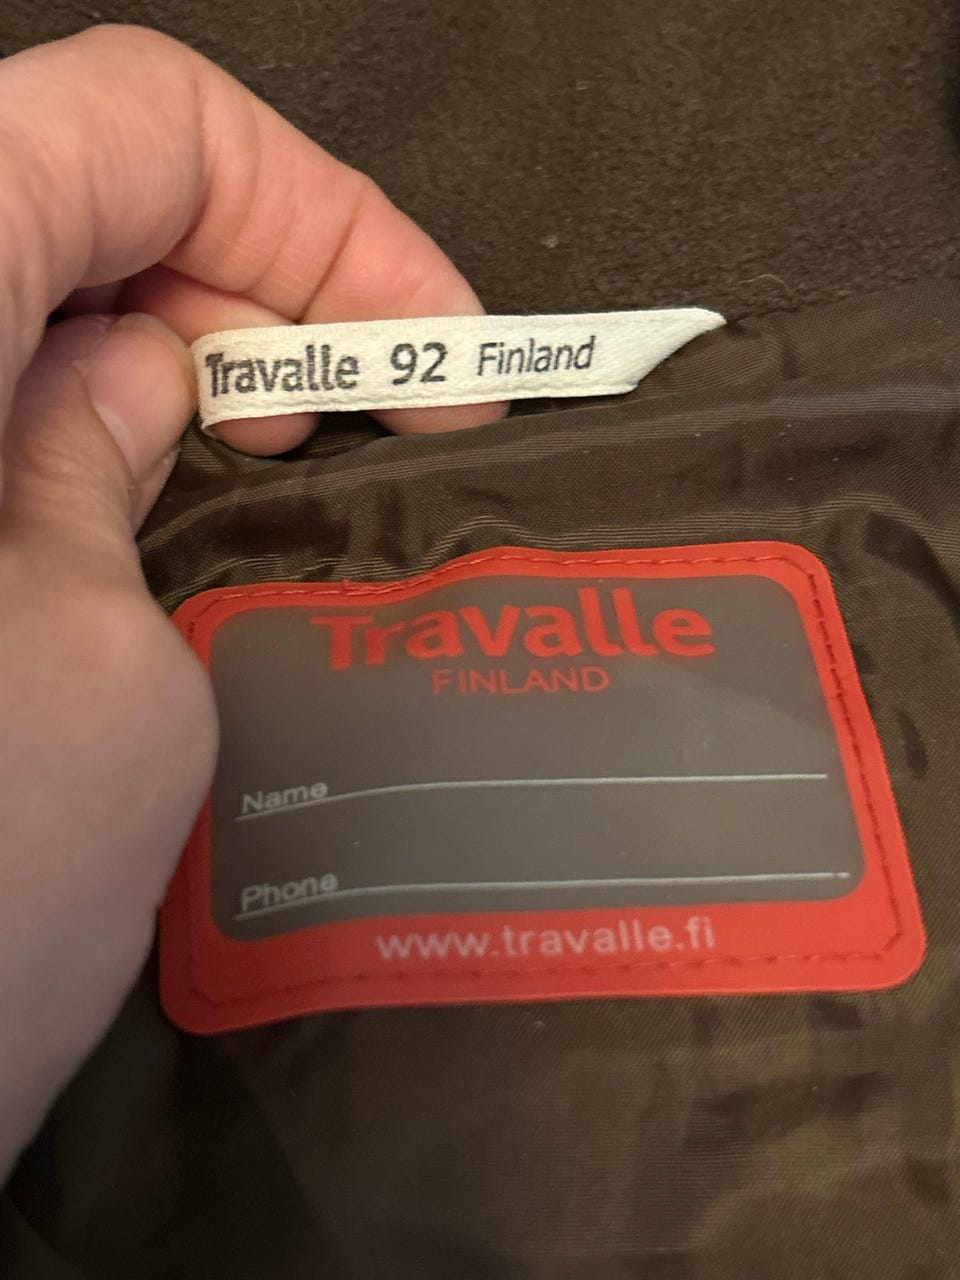 Travalle 92 Finland
Travalle
FINLAND
Name
Phone
www.travalle.fi